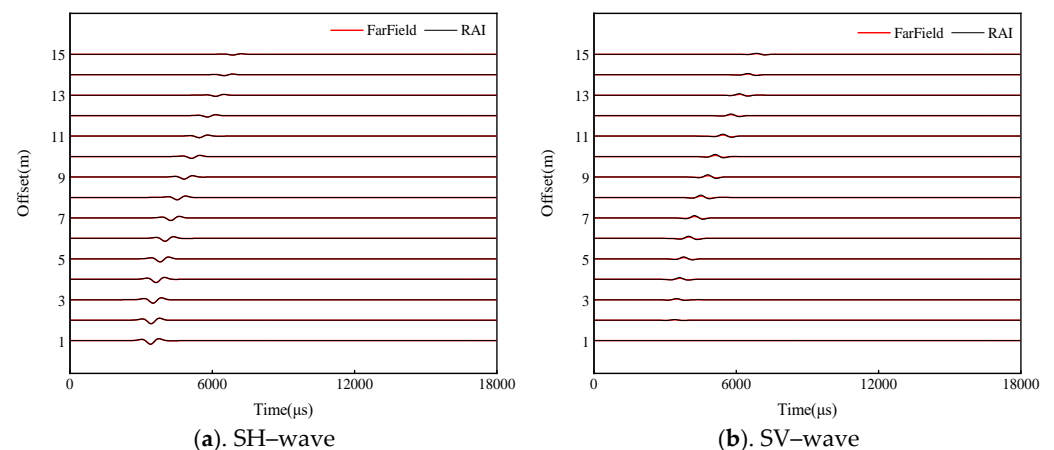 FarField RAI
15
13
11
9
7
5
3
1
Offset(m)
0 6000 12000 18000
Time(μs)
(a). SH–wave
FarField RAI
15
13
11
9
7
5
3
1
Offset(m)
0 6000 12000 18000
Time(μs)
(b). SV–wave